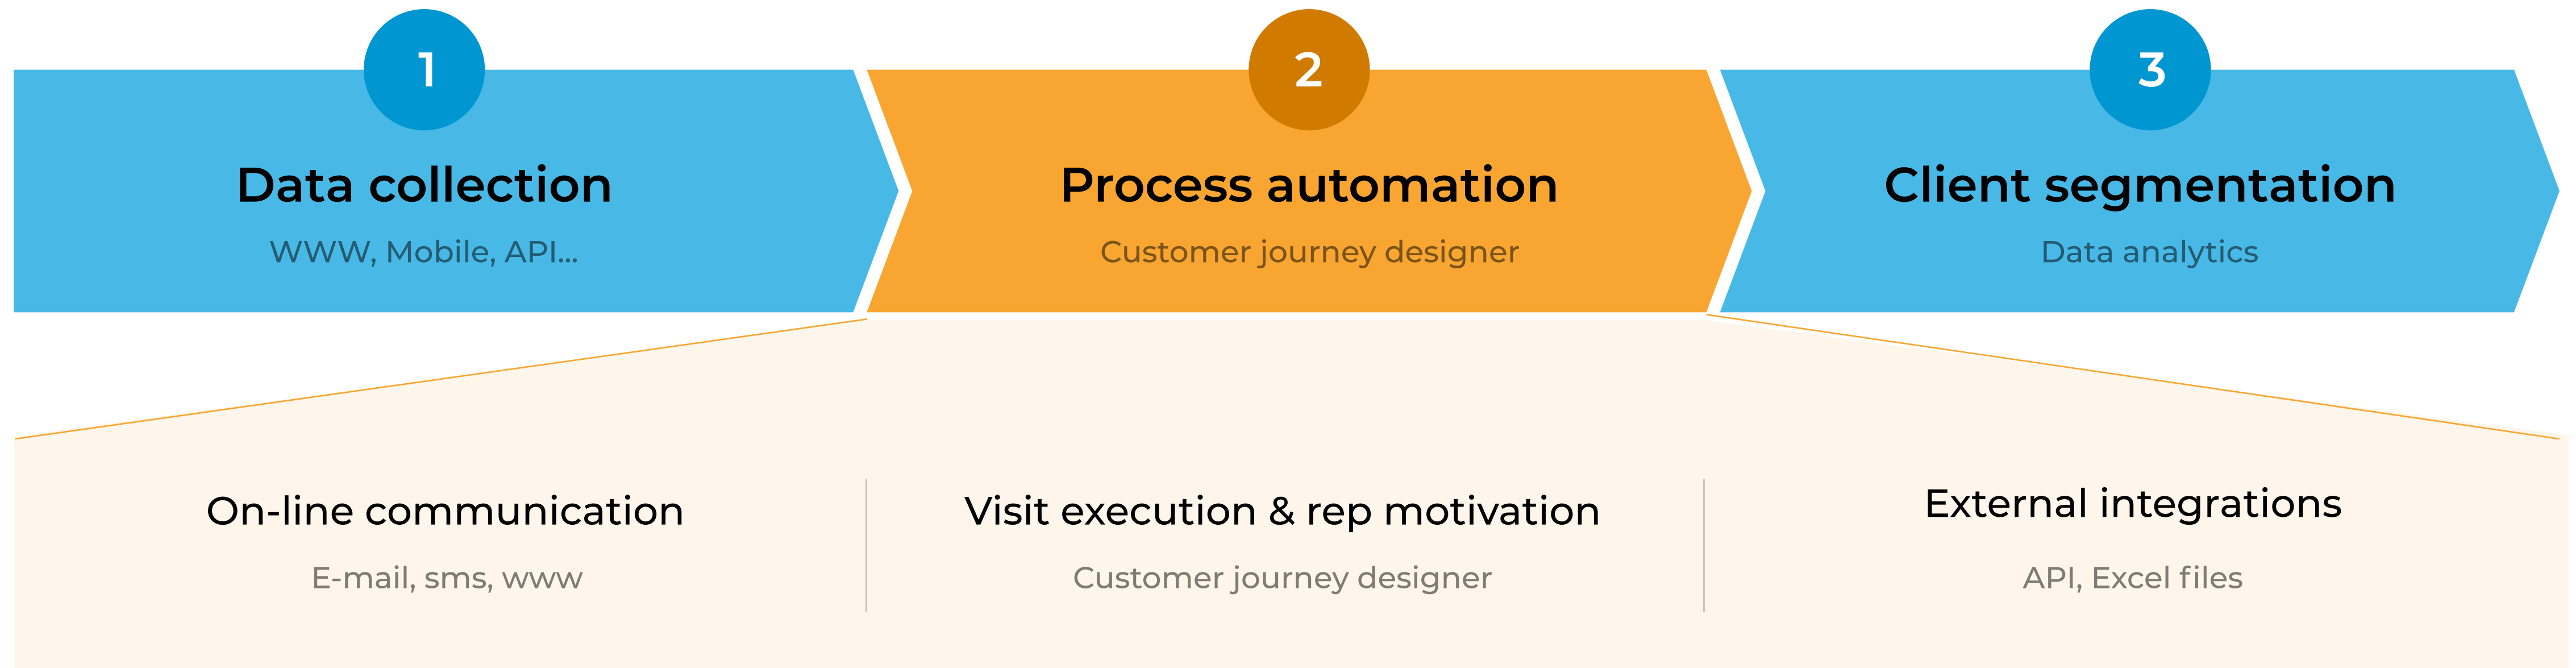 1
Data collection
WWW, Mobile, API...
2
Process automation
Customer journey designer
3
Client segmentation
Data analytics
On-line communication
E-mail, sms, www
Visit execution & rep motivation
Customer journey designer
External integrations
API, Excel files